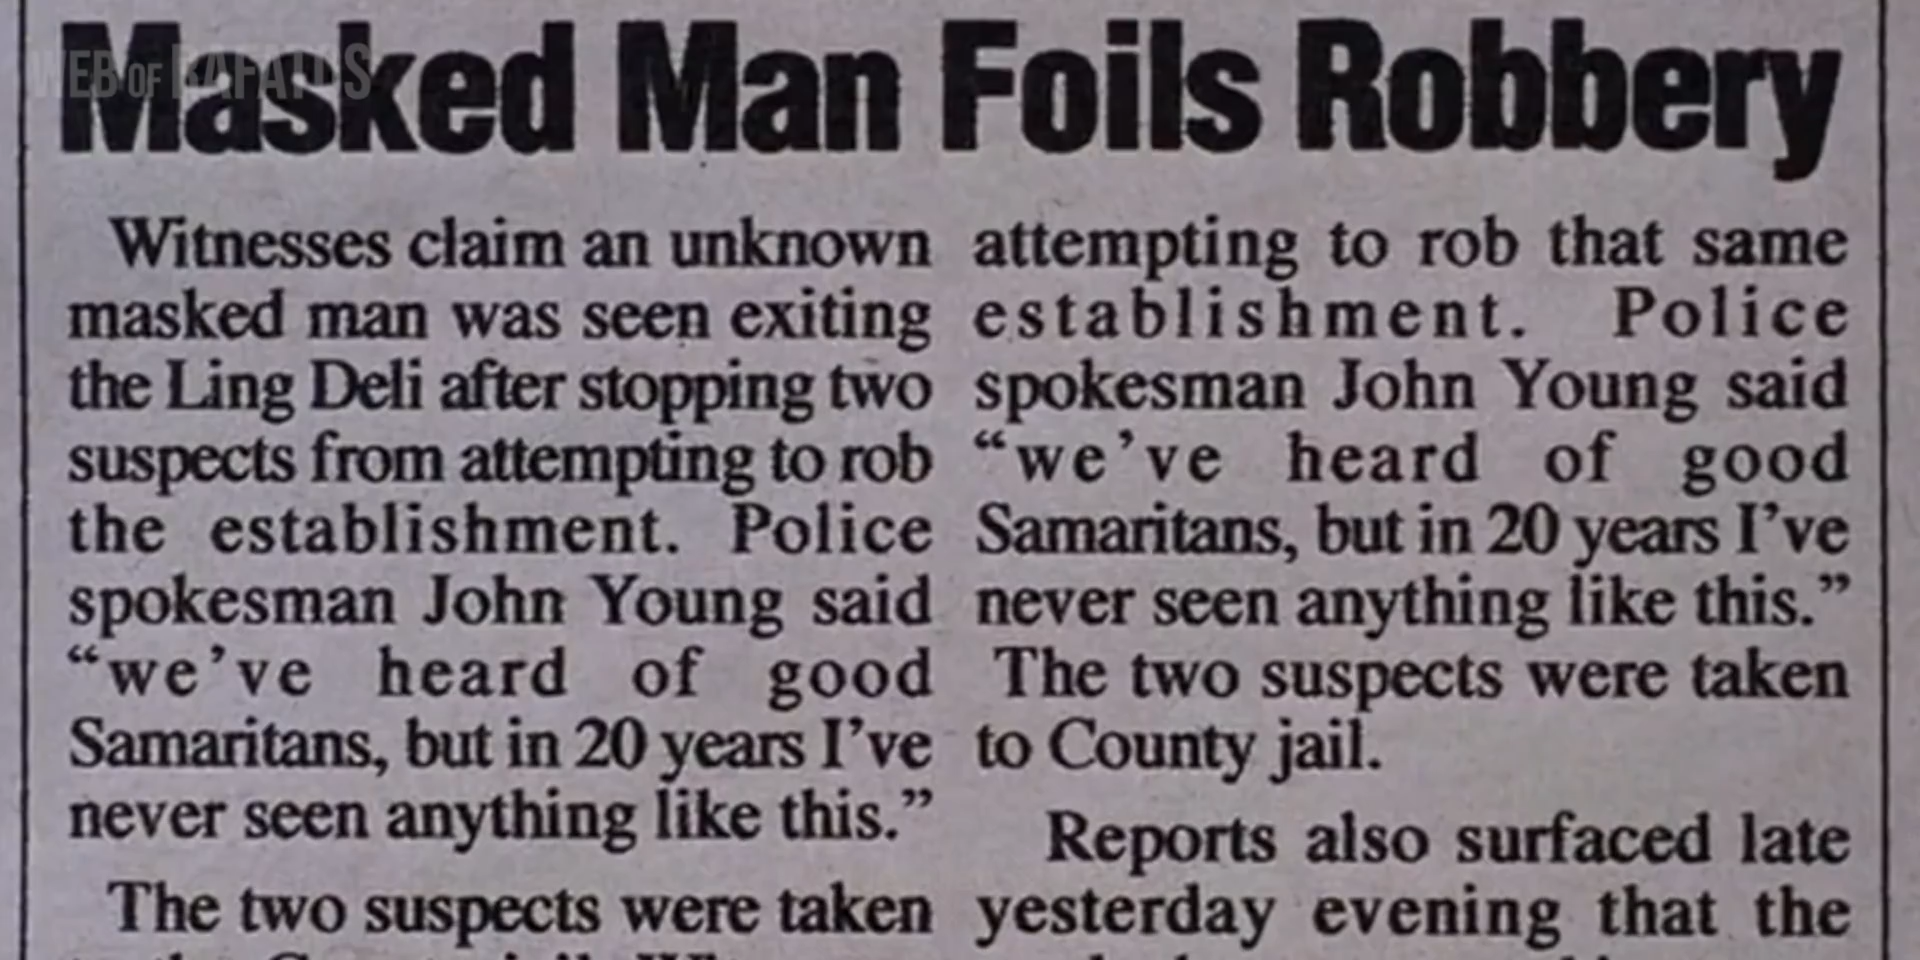 WEB OF RAFATUS
Masked Man Foils Robbery
Witnesses claim an unknown
masked man was seen exiting
the Ling Deli after stopping two
suspects from attempting to rob
the establishment. Police
spokesman John Young said
“we’ve heard of good
Samaritans, but in 20 years I’ve
never seen anything like this.”
The two suspects were taken
attempting to rob that same
establishment. Police
spokesman John Young said
“we’ve heard of good
Samaritans, but in 20 years I’ve
never seen anything like this.”
The two suspects were taken
to County jail.
Reports also surfaced late
yesterday evening that the